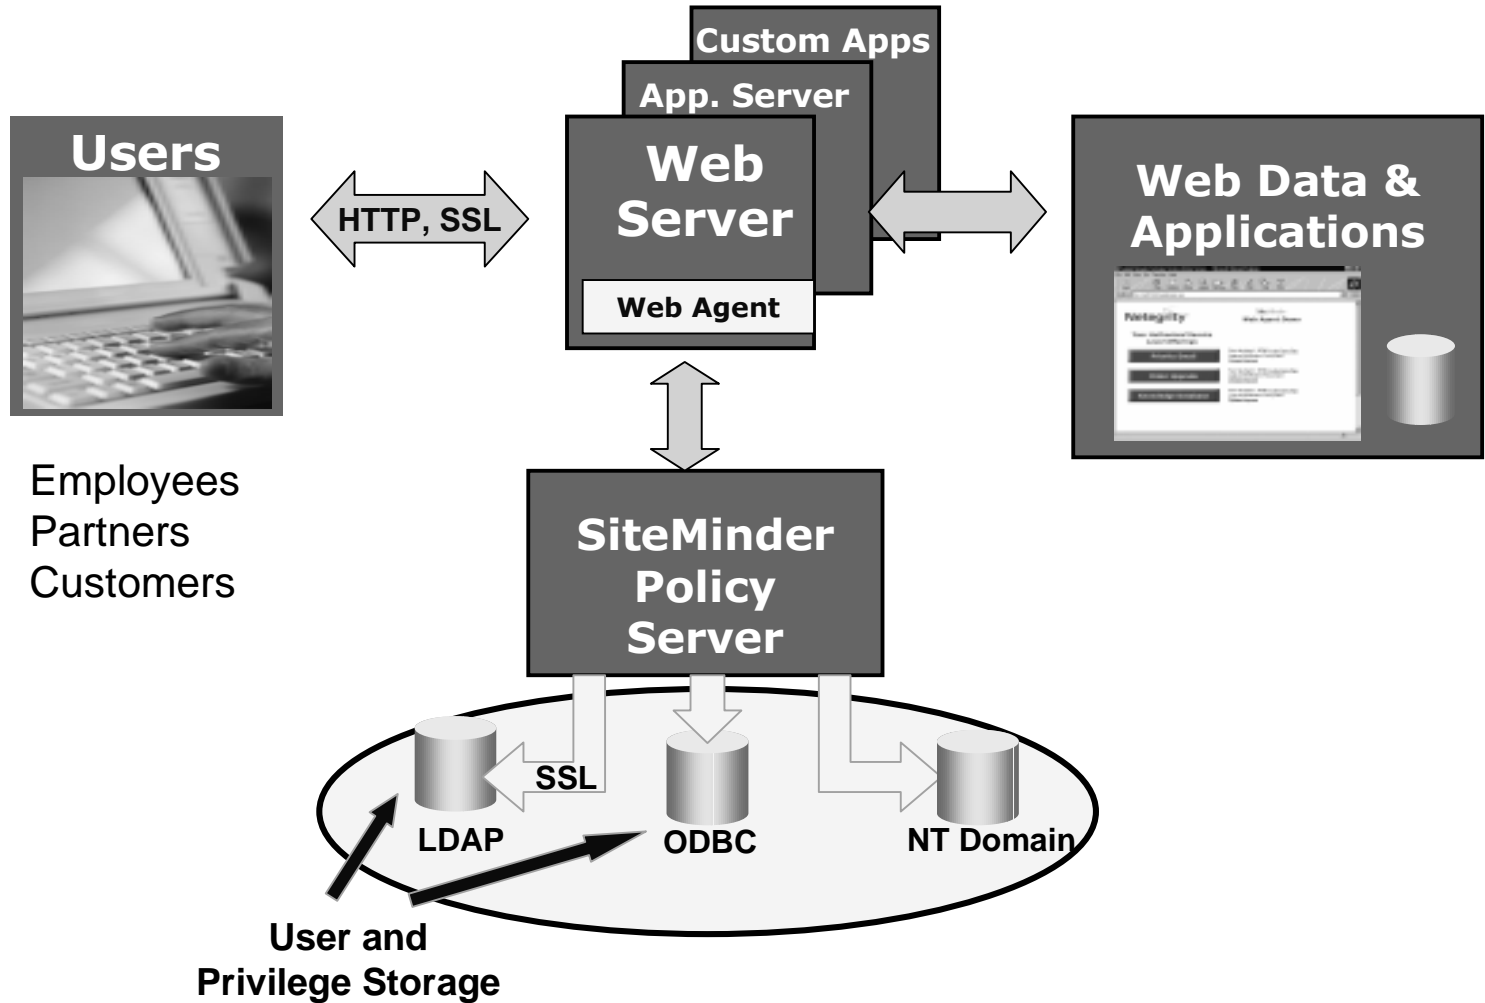 Custom Apps
App. Server
Users
Web
Server
Web Data &
Applications
HTTP, SSL
Web Agent
Netegrity
Employees
Partners
Customers
SiteMinder
Policy
Server
SSL
LDAP
ODBC
NT Domain
User and
Privilege Storage